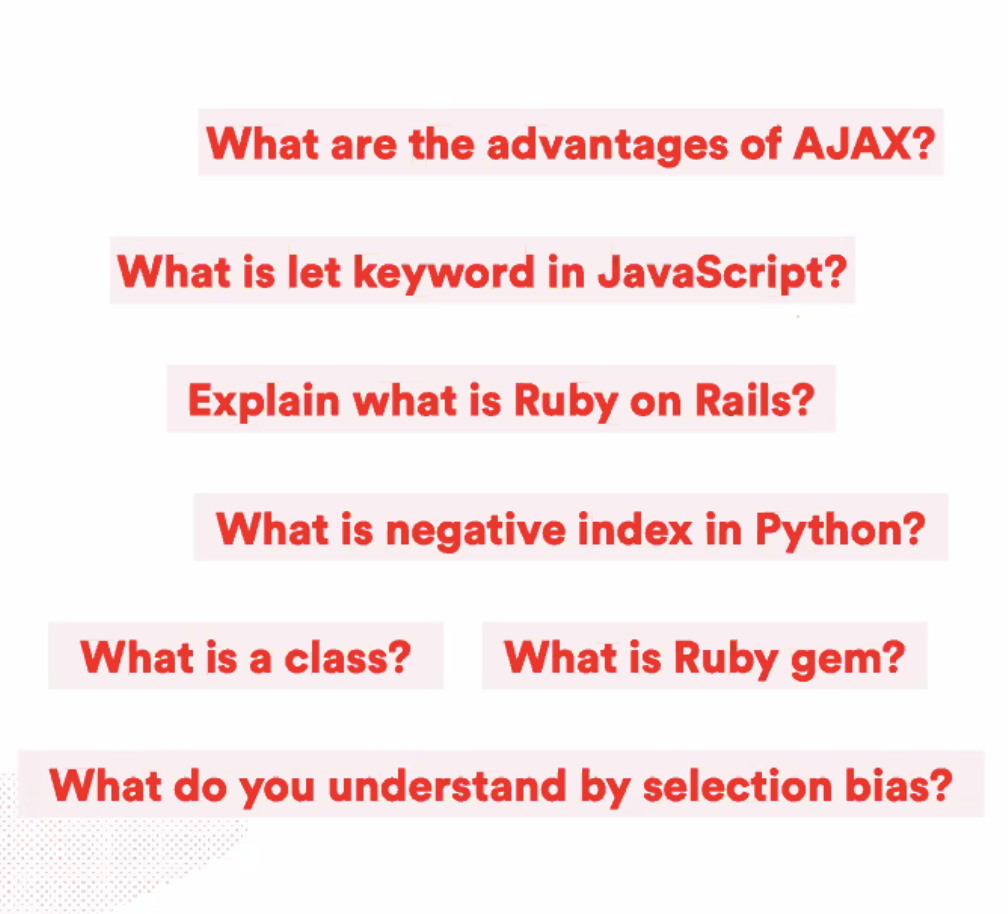 What are the advantages of AJAX?
What is let keyword in JavaScript?
Explain what is Ruby on Rails?
What is negative index in Python?
What is a class?
What is Ruby gem?
What do you understand by selection bias?